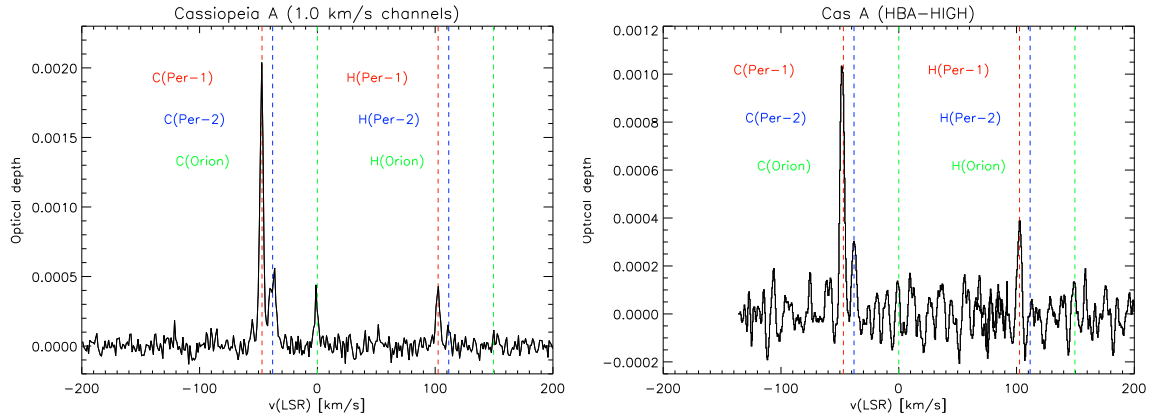 Cassiopeia A (1.0 km/s channels)
0.0020
0.0015
0.0010
0.0005
0.0000
Optical depth
C(Per-1)
H(Per-1)
C(Per-2)
H(Per-2)
C(Orion)
H(Orion)
-200
-100
0
100
200
v(LSR) [km/s]
Cas A (HBA-HIGH)
0.0012
0.0010
0.0008
0.0006
0.0004
0.0002
0.0000
-0.0002
Optical depth
C(Per-1)
H(Per-1)
C(Per-2)
H(Per-2)
C(Orion)
H(Orion)
-200
-100
0
100
200
v(LSR) [km/s]